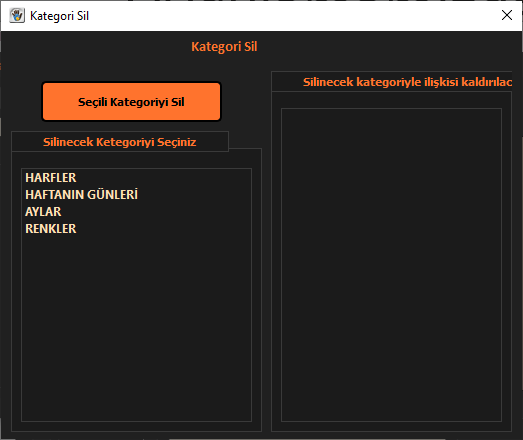 Kategori Sil
Kategori Sil
Seçili Kategoriyi Sil
Silinecek Ketegoriyi Seçiniz
HARFLER
HAFTANIN GÜNLERİ
AYLAR
RENKLER
Silinecek kategoriyle ilişkisi kaldırılac